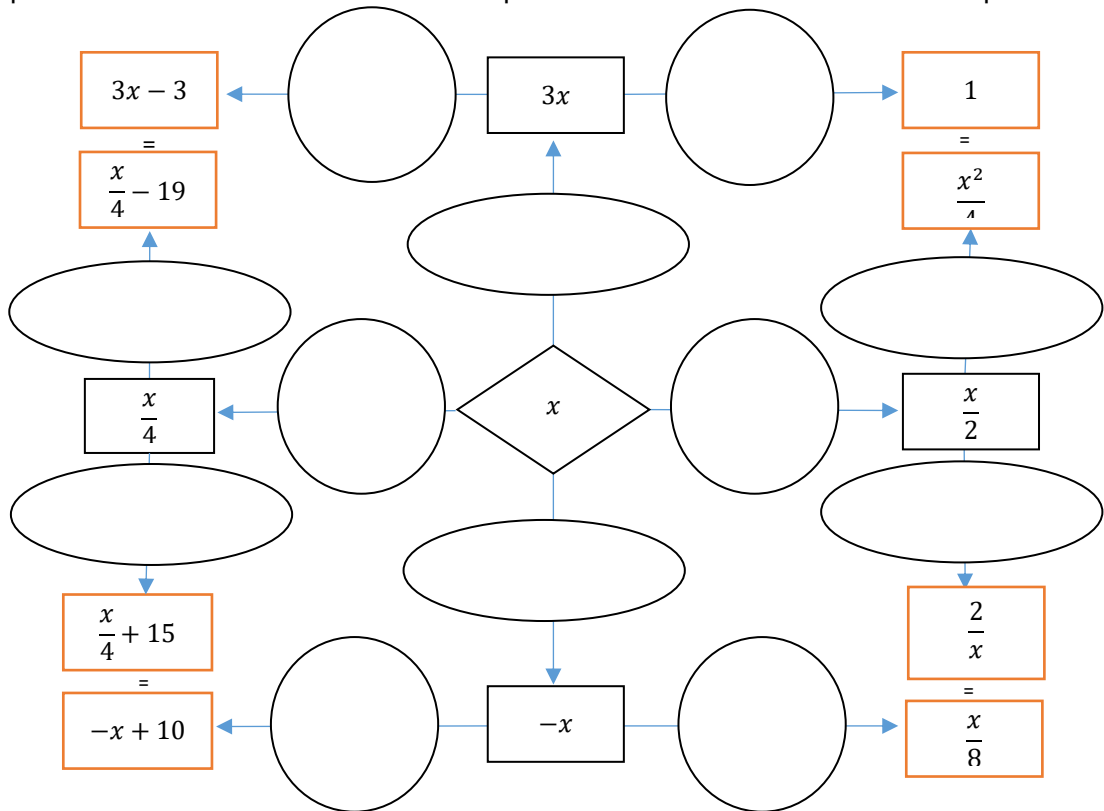 3x − 3
3x
1
=
=
x/4 − 19
x²/4
x/4
x
x/2
x/4 + 15
2/x
=
=
−x + 10
−x
x/8